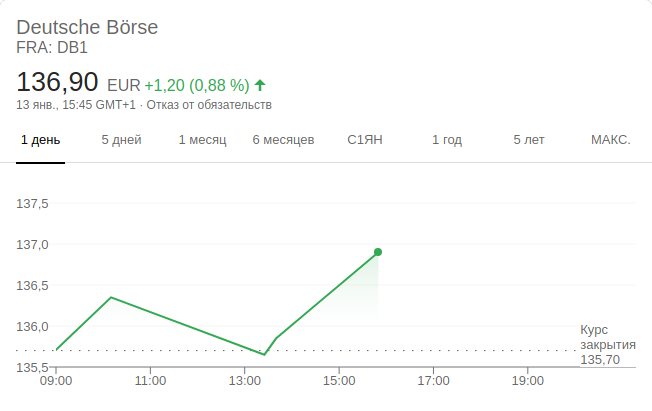 Deutsche Börse
FRA: DB1
136,90 EUR +1,20 (0,88 %)
13 янв., 15:45 GMT+1 · Отказ от обязательств
1 день 5 дней 1 месяц 6 месяцев С1ЯН 1 год 5 лет МАКС.
137,5
137,0
136,5
136,0
Курс
закрытия
135,70
135,5
09:00 11:00 13:00 15:00 17:00 19:00